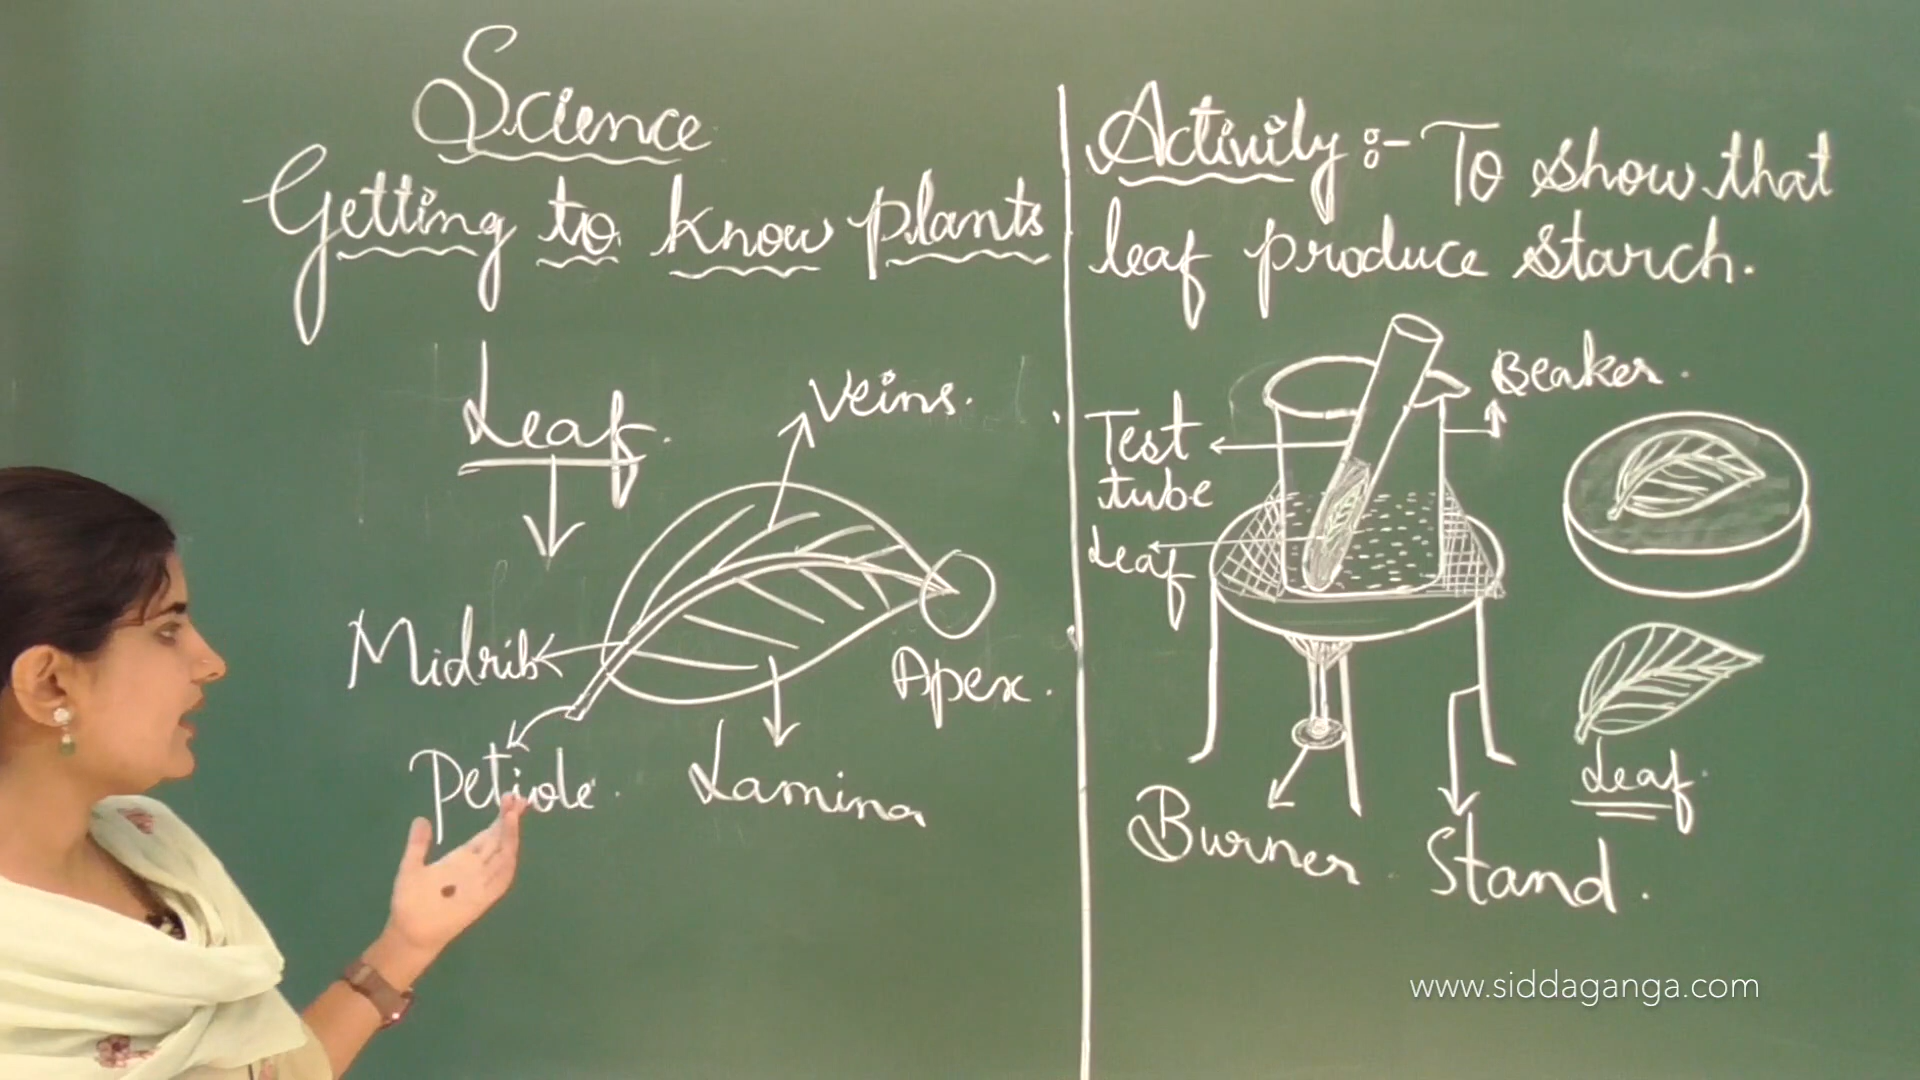 Science
Getting to know plants
Leaf.
Veins.
Midrib
Apex.
Petiole.
Lamina
Activity :- To show that
leaf produce starch.
Beaker.
Test
tube
Leaf
Burner.
Stand.
Leaf.
www.siddaganga.com